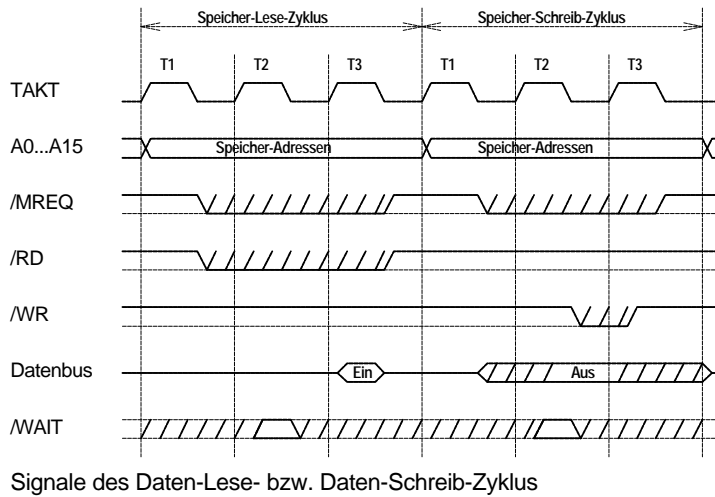 Speicher-Lese-Zyklus Speicher-Schreib-Zyklus
T1 T2 T3 T1 T2 T3
TAKT
A0...A15 Speicher-Adressen Speicher-Adressen
/MREQ
/RD
/WR
Datenbus Ein Aus
/WAIT
Signale des Daten-Lese- bzw. Daten-Schreib-Zyklus